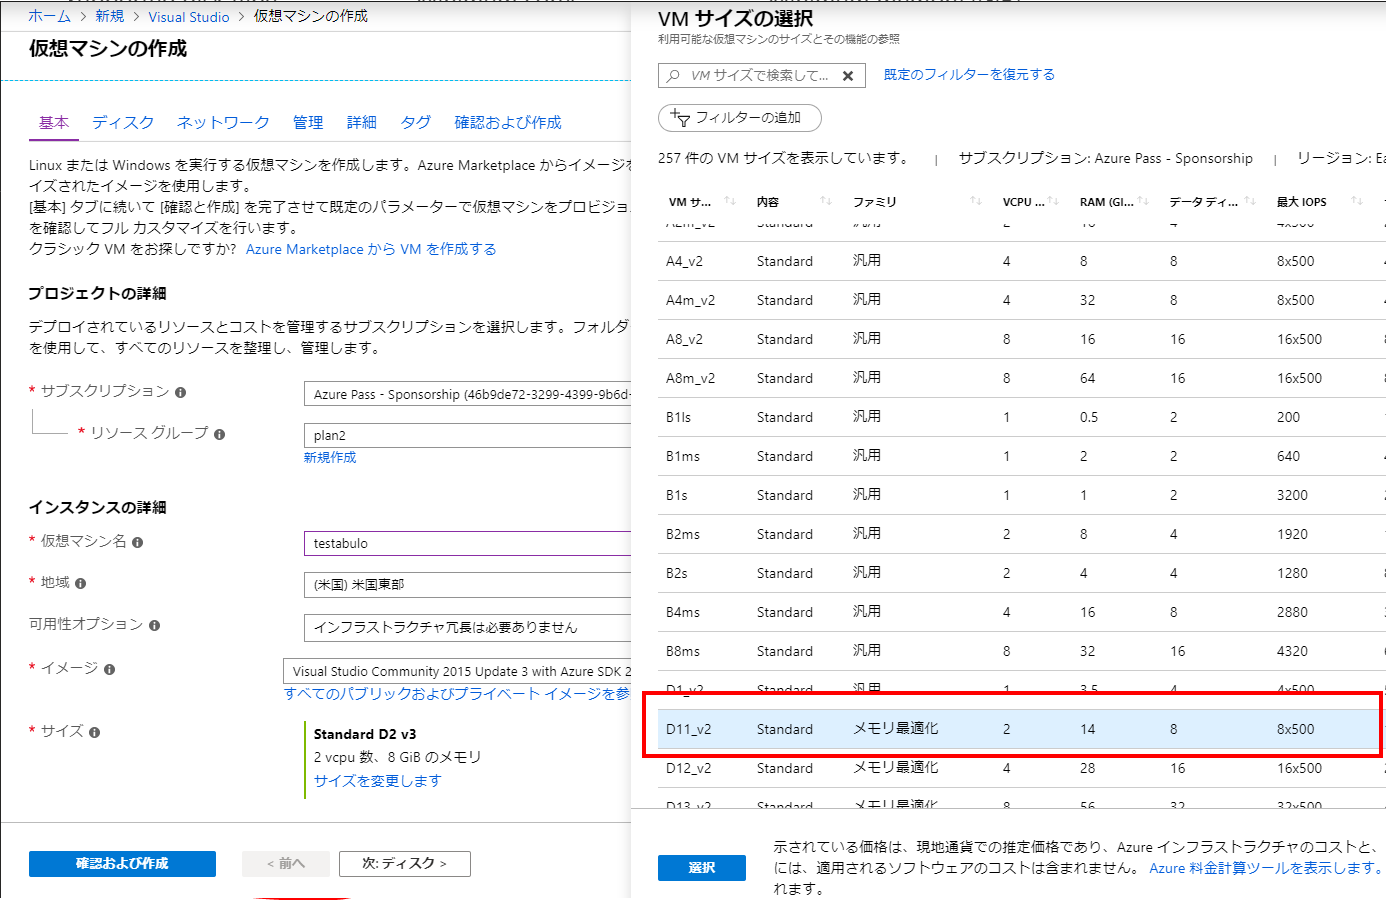 ホーム > 新規 > Visual Studio > 仮想マシンの作成
仮想マシンの作成
基本 ディスク ネットワーク 管理 詳細 タグ 確認および作成
Linux または Windows を実行する仮想マシンを作成します。Azure Marketplace からイメージを
イズされたイメージを使用します。
[基本] タブに続いて [確認と作成] を完了させて既定のパラメーターで仮想マシンをプロビジョ
を確認してフル カスタマイズを行います。
クラシック VM をお探しですか? Azure Marketplace から VM を作成する
プロジェクトの詳細
デプロイされているリソースとコストを管理するサブスクリプションを選択します。フォルダ
を使用して、すべてのリソースを整理し、管理します。
* サブスクリプション
Azure Pass - Sponsorship (46b9de72-3299-4399-9b6d-
* リソース グループ
plan2
新規作成
インスタンスの詳細
* 仮想マシン名
testabulo
* 地域
(米国) 米国東部
可用性オプション
インフラストラクチャ冗長は必要ありません
* イメージ
Visual Studio Community 2015 Update 3 with Azure SDK 2
すべてのパブリックおよびプライベート イメージを参
* サイズ
Standard D2 v3
2 vcpu 数、8 GiB のメモリ
サイズを変更します
確認および作成
< 前へ
次: ディスク >
VM サイズの選択
利用可能な仮想マシンのサイズとその機能の参照
VM サイズで検索して...
既定のフィルターを復元する
フィルターの追加
257 件の VM サイズを表示しています。 | サブスクリプション: Azure Pass - Sponsorship | リージョン: Ea
VM サ... 内容 ファミリ VCPU ... RAM (GI... データ ディ... 最大 IOPS
A2m_v2 Standard 汎用 2 16 4 4x500
A4_v2 Standard 汎用 4 8 8 8x500
A4m_v2 Standard 汎用 4 32 8 8x500
A8_v2 Standard 汎用 8 16 16 16x500
A8m_v2 Standard 汎用 8 64 16 16x500
B1ls Standard 汎用 1 0.5 2 200
B1ms Standard 汎用 1 2 2 640
B1s Standard 汎用 1 1 2 3200
B2ms Standard 汎用 2 8 4 1920
B2s Standard 汎用 2 4 4 1280
B4ms Standard 汎用 4 16 8 2880
B8ms Standard 汎用 8 32 16 4320
D1_v2 Standard 汎用 1 3.5 4 4x500
D11_v2 Standard メモリ最適化 2 14 8 8x500
D12_v2 Standard メモリ最適化 4 28 16 16x500
D13_v2 Standard メモリ最適化 8 56 32 32x500
選択
示されている価格は、現地通貨での推定価格であり、Azure インフラストラクチャのコストと、
には、適用されるソフトウェアのコストは含まれません。 Azure 料金計算ツールを表示します。
れます。